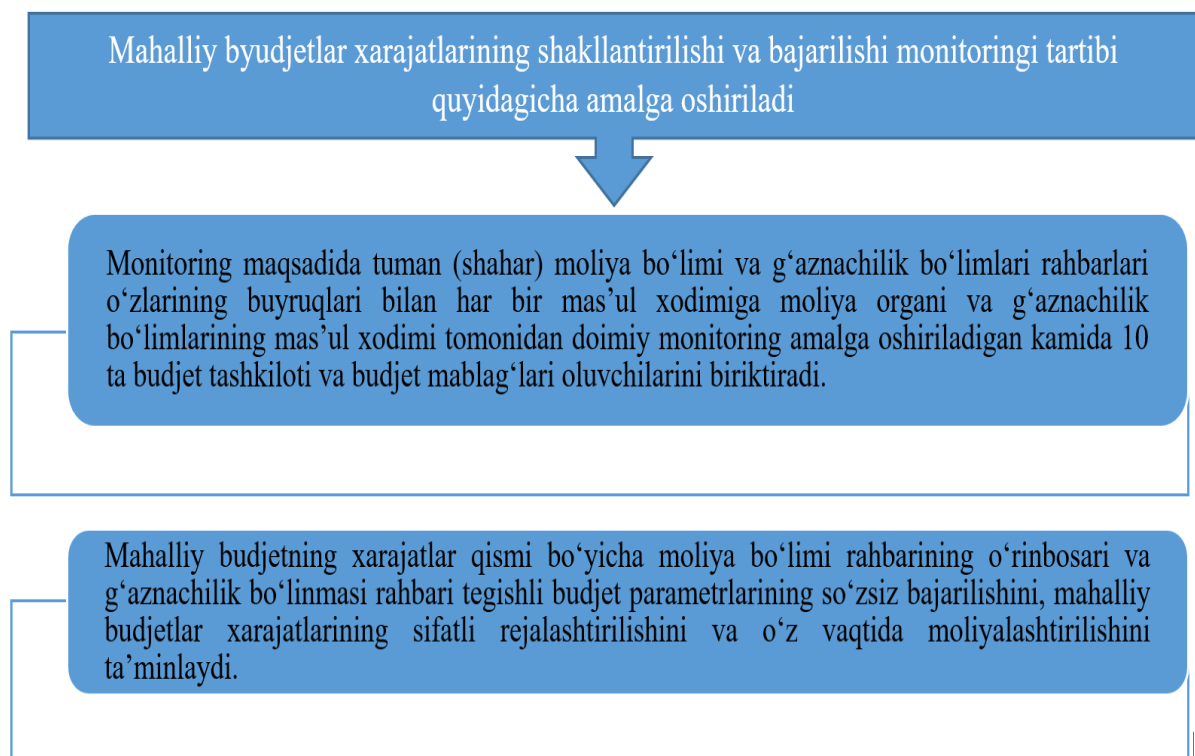 Mahalliy byudjetlar xarajatlarining shakllantirilishi va bajarilishi monitoringi tartibi
quyidagicha amalga oshiriladi
Monitoring maqsadida tuman (shahar) moliya bo‘limi va g‘aznachilik bo‘limlari rahbarlari
o‘zlarining buyruqlari bilan har bir mas’ul xodimiga moliya organi va g‘aznachilik
bo‘limlarining mas’ul xodimi tomonidan doimiy monitoring amalga oshiriladigan kamida 10
ta budjet tashkiloti va budjet mablag‘lari oluvchilarini biriktiradi.
Mahalliy budjetning xarajatlar qismi bo‘yicha moliya bo‘limi rahbarining o‘rinbosari va
g‘aznachilik bo‘linmasi rahbari tegishli budjet parametrlarining so‘zsiz bajarilishini, mahalliy
budjetlar xarajatlarining sifatli rejalashtirilishini va o‘z vaqtida moliyalashtirilishini
ta’minlaydi.